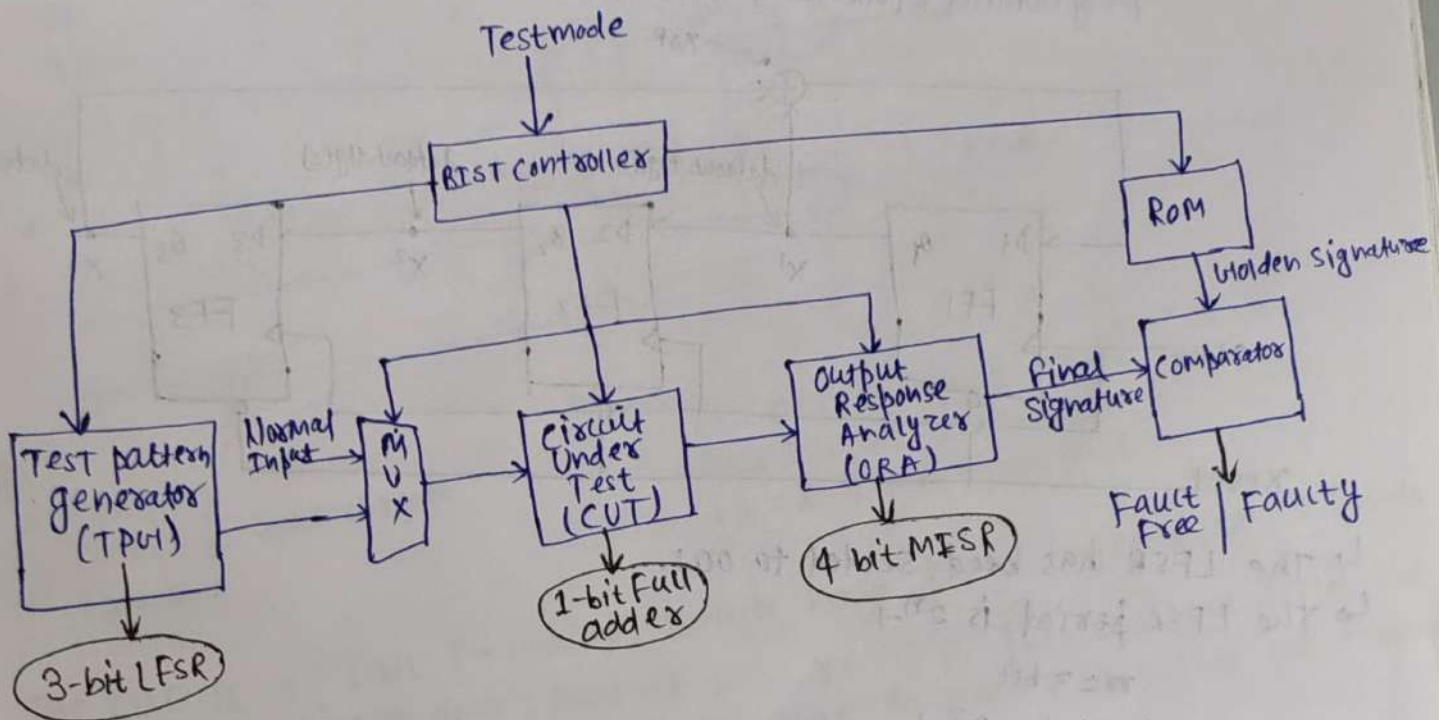 Testmode
BIST Controller
ROM
Golden Signature
Test pattern
generator
(TPG)
Normal
Input
MUX
Circuit
Under
Test
(CUT)
Output
Response
Analyzer
(ORA)
final
Signature
Comparator
Fault
Free
Faulty
3-bit LFSR
1-bit Full
adder
4 bit MISR